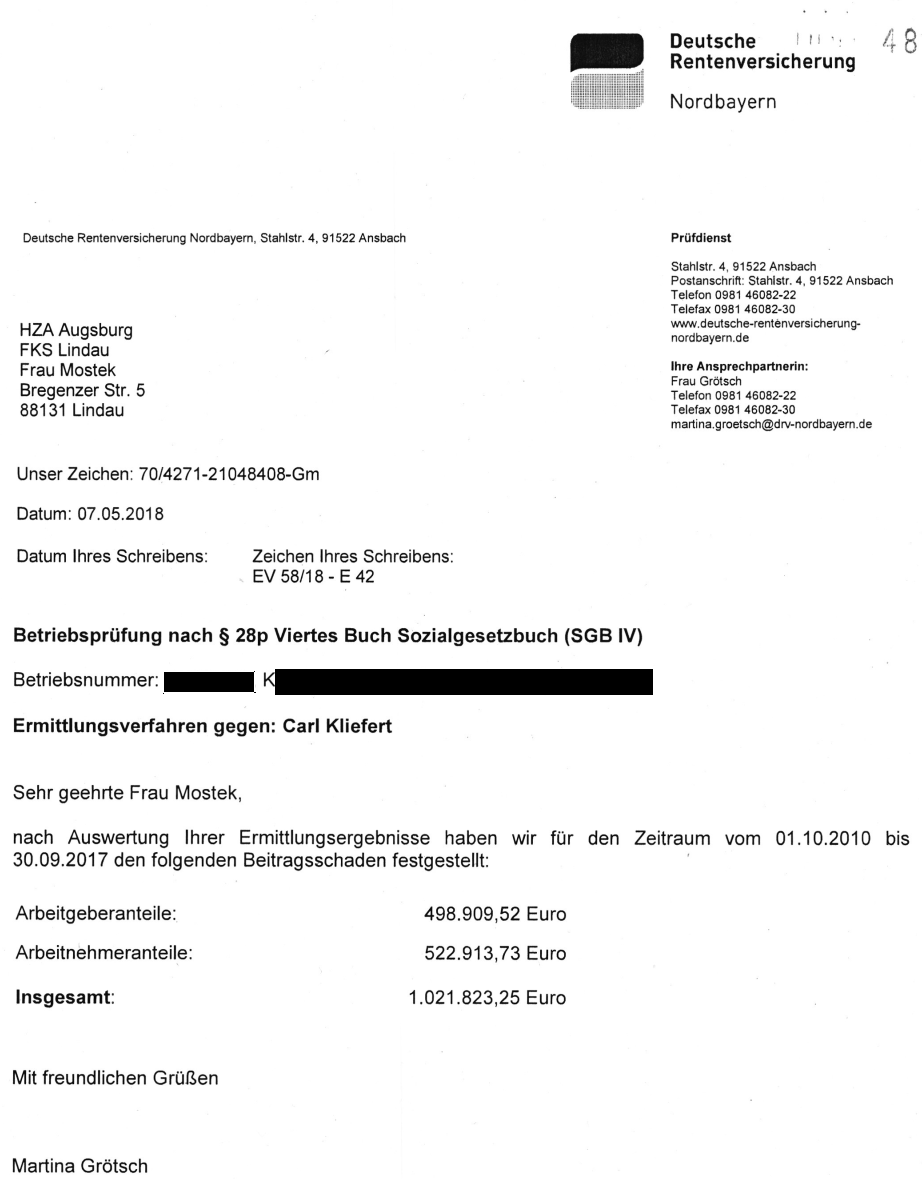 48
Deutsche
Rentenversicherung
Nordbayern
Deutsche Rentenversicherung Nordbayern, Stahlstr. 4, 91522 Ansbach
Prüfdienst
Stahlstr. 4, 91522 Ansbach
Postanschrift: Stahlstr. 4, 91522 Ansbach
Telefon 0981 46082-22
Telefax 0981 46082-30
www.deutsche-rentenversicherung-
nordbayern.de
Ihre Ansprechpartnerin:
Frau Grötsch
Telefon 0981 46082-22
Telefax 0981 46082-30
martina.groetsch@drv-nordbayern.de
HZA Augsburg
FKS Lindau
Frau Mostek
Bregenzer Str. 5
88131 Lindau
Unser Zeichen: 70/4271-21048408-Gm
Datum: 07.05.2018
Datum Ihres Schreibens: Zeichen Ihres Schreibens:
EV 58/18 - E 42
Betriebsprüfung nach § 28p Viertes Buch Sozialgesetzbuch (SGB IV)
Betriebsnummer: K
Ermittlungsverfahren gegen: Carl Kliefert
Sehr geehrte Frau Mostek,
nach Auswertung Ihrer Ermittlungsergebnisse haben wir für den Zeitraum vom 01.10.2010 bis
30.09.2017 den folgenden Beitragsschaden festgestellt:
Arbeitgeberanteile: 498.909,52 Euro
Arbeitnehmeranteile: 522.913,73 Euro
Insgesamt: 1.021.823,25 Euro
Mit freundlichen Grüßen
Martina Grötsch